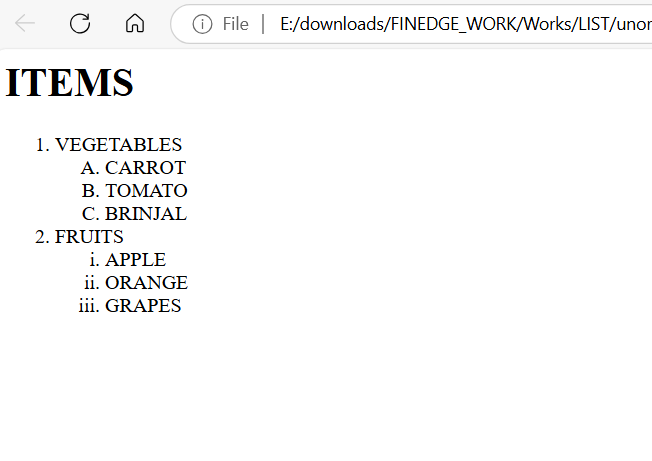 File | E:/downloads/FINEDGE_WORK/Works/LIST/unor
ITEMS
1. VEGETABLES
A. CARROT
B. TOMATO
C. BRINJAL
2. FRUITS
i. APPLE
ii. ORANGE
iii. GRAPES